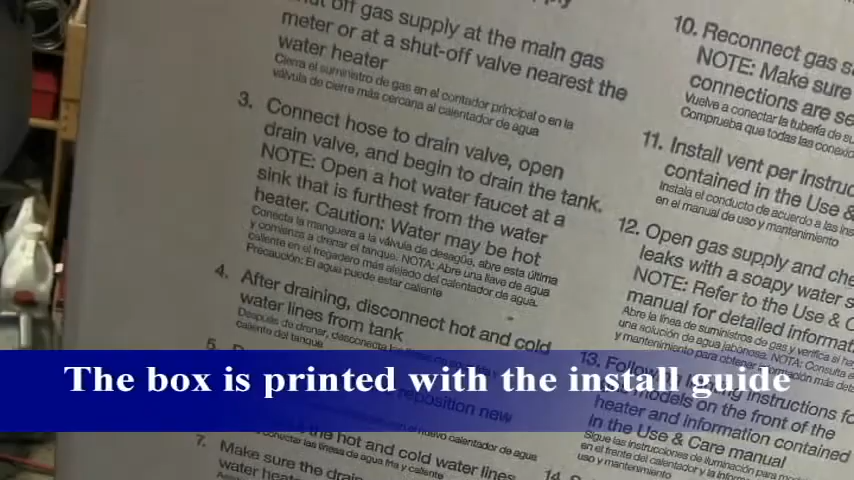 off gas supply at the main gas
meter or at a shut-off valve nearest the
water heater
Cierra el suministro de gas en el contador principal o en la
válvula de cierre más cercana al calentador de agua
3. Connect hose to drain valve, open
drain valve, and begin to drain the tank.
NOTE: Open a hot water faucet at a
sink that is furthest from the water
heater. Caution: Water may be hot
Conecta la manguera a la válvula de desagüe, abre esta última
y comienza a drenar el tanque. NOTA: Abre una llave de agua
caliente en el fregadero más alejado del calentador de agua.
Precaución: El agua puede estar caliente
4. After draining, disconnect hot and cold
water lines from tank
Después de drenar, desconecta las líneas de
caliente del tanque
5.
reposition new
nuevo calentador de agua
the hot and cold water lines
conectar las líneas de agua fría y caliente
7. Make sure the drain
water heater
10. Reconnect gas
NOTE: Make sure
connections are
Vuelve a conectar la tubería de
Comprueba que todas las
11. Install vent per
contained in the Use &
Instala el conducto de acuerdo a las
en el manual de uso y mantenimiento
12. Open gas supply and
leaks with a soapy water
NOTE: Refer to the Use &
manual for detailed
Abre la línea de suministros de gas y verifica si
una solución de agua jabonosa. NOTA: Consulta
y mantenimiento para obtener información más
13. Following instructions
models on the front of the
heater and information contained
in the Use & Care manual
Sigue las instrucciones de iluminación para
en el frente del calentador y la
uso y mantenimiento
14.
The box is printed with the install guide